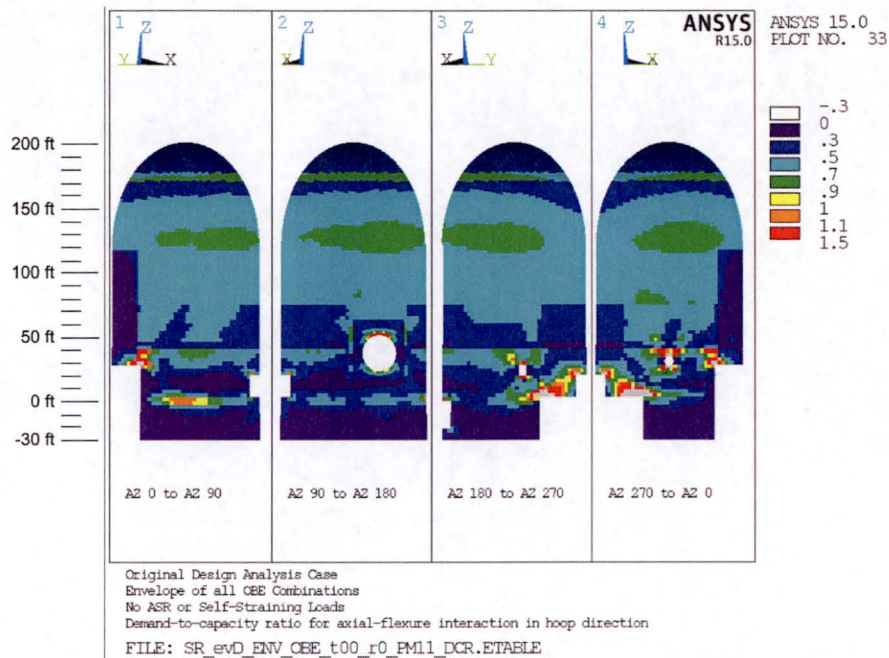 1
2
3
4
ANSYS
R15.0
ANSYS 15.0
PLOT NO. 33
Z
Y
X
Z
X
Z
X
Y
Z
X
-.3
0
.3
.5
.7
.9
1
1.1
1.5
200 ft
150 ft
100 ft
50 ft
0 ft
-30 ft
AZ 0 to AZ 90
AZ 90 to AZ 180
AZ 180 to AZ 270
AZ 270 to AZ 0
Original Design Analysis Case
Envelope of all OBE Combinations
No ASR or Self-Straining Loads
Demand-to-capacity ratio for axial-flexure interaction in hoop direction
FILE: SR_evD_ENV_OBE_t00_r0_PM11_DCR.ETABLE